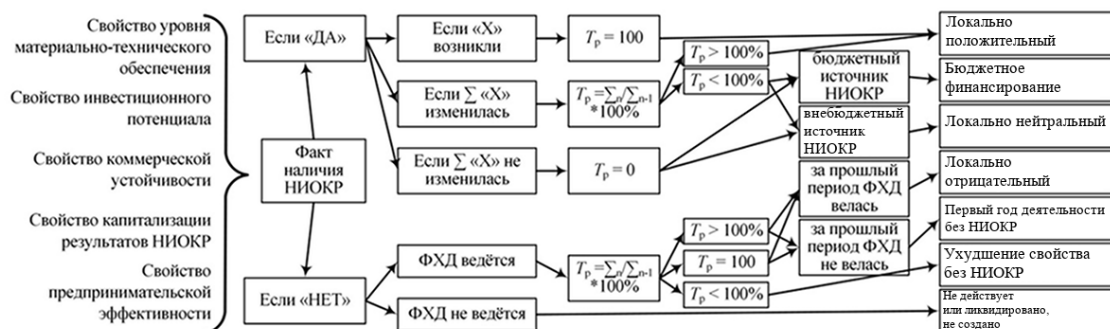 Свойство уровня
материально-технического
обеспечения
Свойство инвестиционного
потенциала
Свойство коммерческой
устойчивости
Свойство капитализации
результатов НИОКР
Свойство
предпринимательской
эффективности
Факт
наличия
НИОКР
Если «ДА»
Если «НЕТ»
Если «Х»
возникли
Если ∑ «Х»
изменилась
Если ∑ «Х» не
изменилась
ФХД ведётся
ФХД не ведётся
Tр = 100
Tр =∑n/∑n-1
*100%
Tр = 0
Tр =∑n/∑n-1
*100%
Tр > 100%
Tр < 100%
Tр > 100%
Tр = 100
Tр < 100%
бюджетный
источник
НИОКР
внебюджетный
источник
НИОКР
за прошлый
период ФХД
велась
за прошлый
период ФХД
не велась
Локально
положительный
Бюджетное
финансирование
Локально нейтральный
Локально
отрицательный
Первый год деятельности
без НИОКР
Ухудшение свойства
без НИОКР
Не действует
или ликвидировано,
не создано